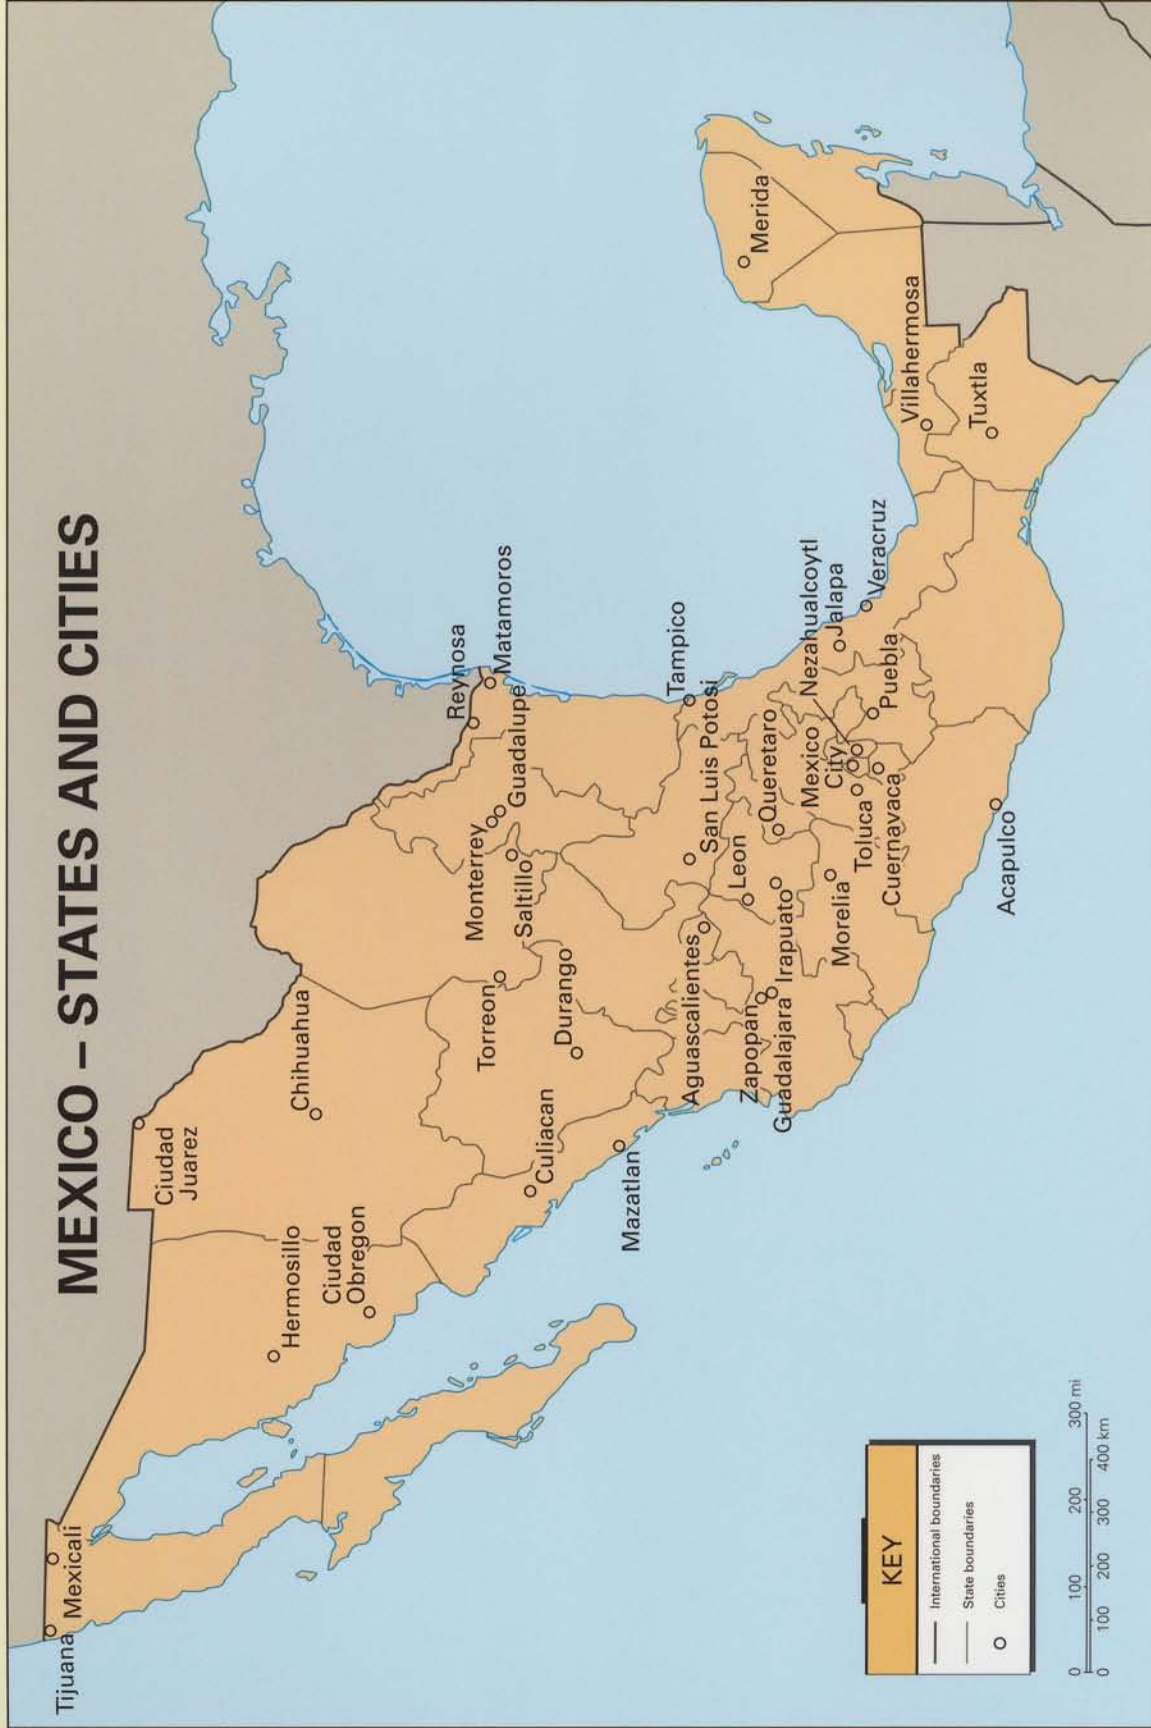 MEXICO – STATES AND CITIES
Tijuana
Mexicali
Ciudad
Juarez
Hermosillo
Chihuahua
Ciudad
Obregon
Reynosa
Matamoros
Monterrey
Guadalupe
Torreon
Saltillo
Culiacan
Durango
Mazatlan
Tampico
Aguascalientes
San Luis Potosi
Leon
Merida
Zapopan
Guadalajara
Irapuato
Queretaro
Mexico
City
Nezahualcoytl
Jalapa
Morelia
Toluca
Veracruz
Cuernavaca
Puebla
Villahermosa
Tuxtla
Acapulco
KEY
International boundaries
State boundaries
Cities
0 100 200 300 mi
0 100 200 300 400 km